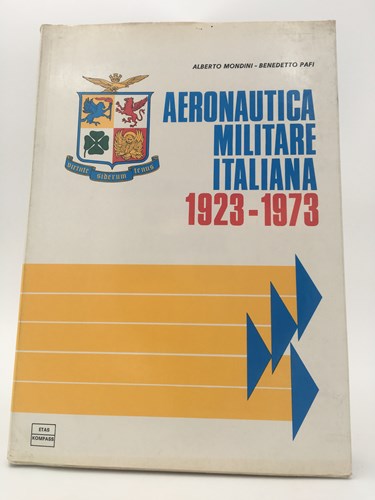 ALBERTO MONDINI - BENEDETTO PAFI
AERONAUTICA
MILITARE
ITALIANA
1923-1973
virtute siderum tenus
ETAS
KOMPASS